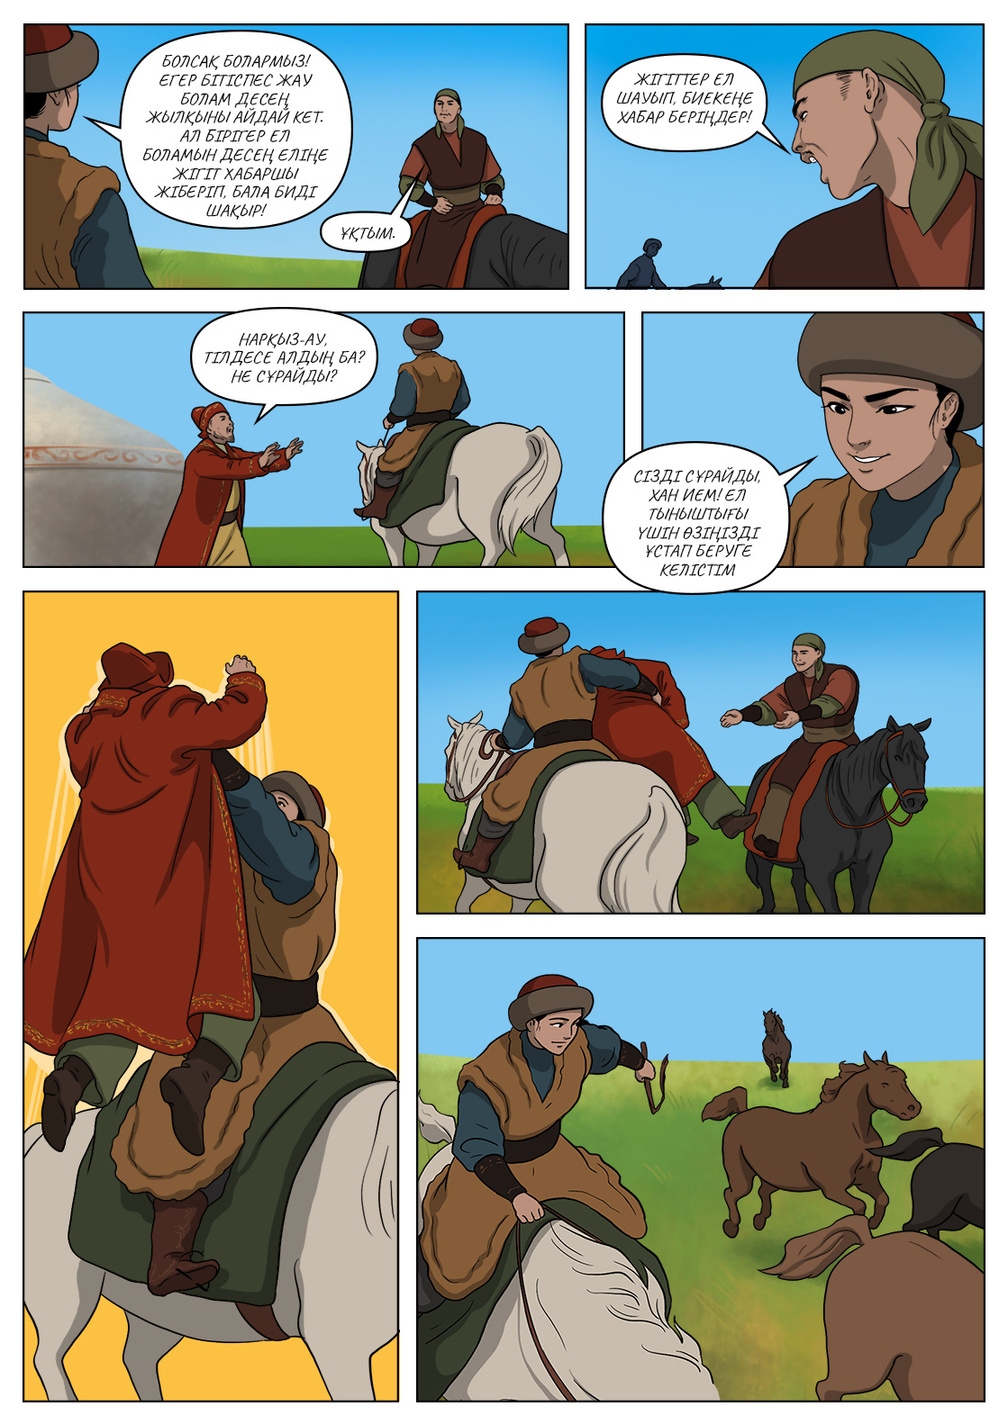 БОЛСАҚ БОЛАРМЫЗ!
ЕГЕР БІТІСПЕС ЖАУ
БОЛАМ ДЕСЕҢ
ЖЫЛҚЫНЫ АЙДАЙ КЕТ.
АЛ БІРІГЕР ЕЛ
БОЛАМЫН ДЕСЕҢ ЕЛІҢЕ
ЖІГІТ ХАБАРШЫ
ЖІБЕРІП, БАЛА БИДІ
ШАҚЫР!
ҰҚТЫМ.
ЖІГІТТЕР ЕЛ
ШАУЫП, БИЕКЕҢЕ
ХАБАР БЕРІҢДЕР!
НАРҚЫЗ-АУ,
ТІЛДЕСЕ АЛДЫҢ БА?
НЕ СҰРАЙДЫ?
СІЗДІ СҰРАЙДЫ,
ХАН ИЕМ! ЕЛ
ТЫНЫШТЫҒЫ
ҮШІН ӨЗІҢІЗДІ
ҰСТАП БЕРУГЕ
КЕЛІСТІМ